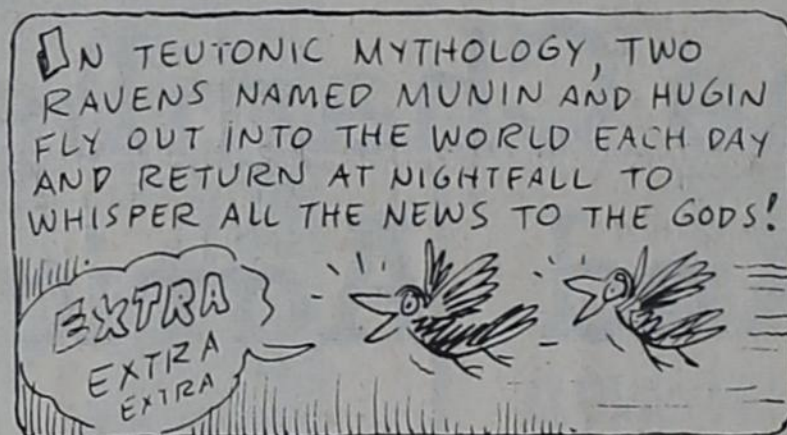 IN TEUTONIC MYTHOLOGY, TWO
RAVENS NAMED MUNIN AND HUGIN
FLY OUT INTO THE WORLD EACH DAY
AND RETURN AT NIGHTFALL TO
WHISPER ALL THE NEWS TO THE GODS!
EXTRA
EXTRA
EXTRA